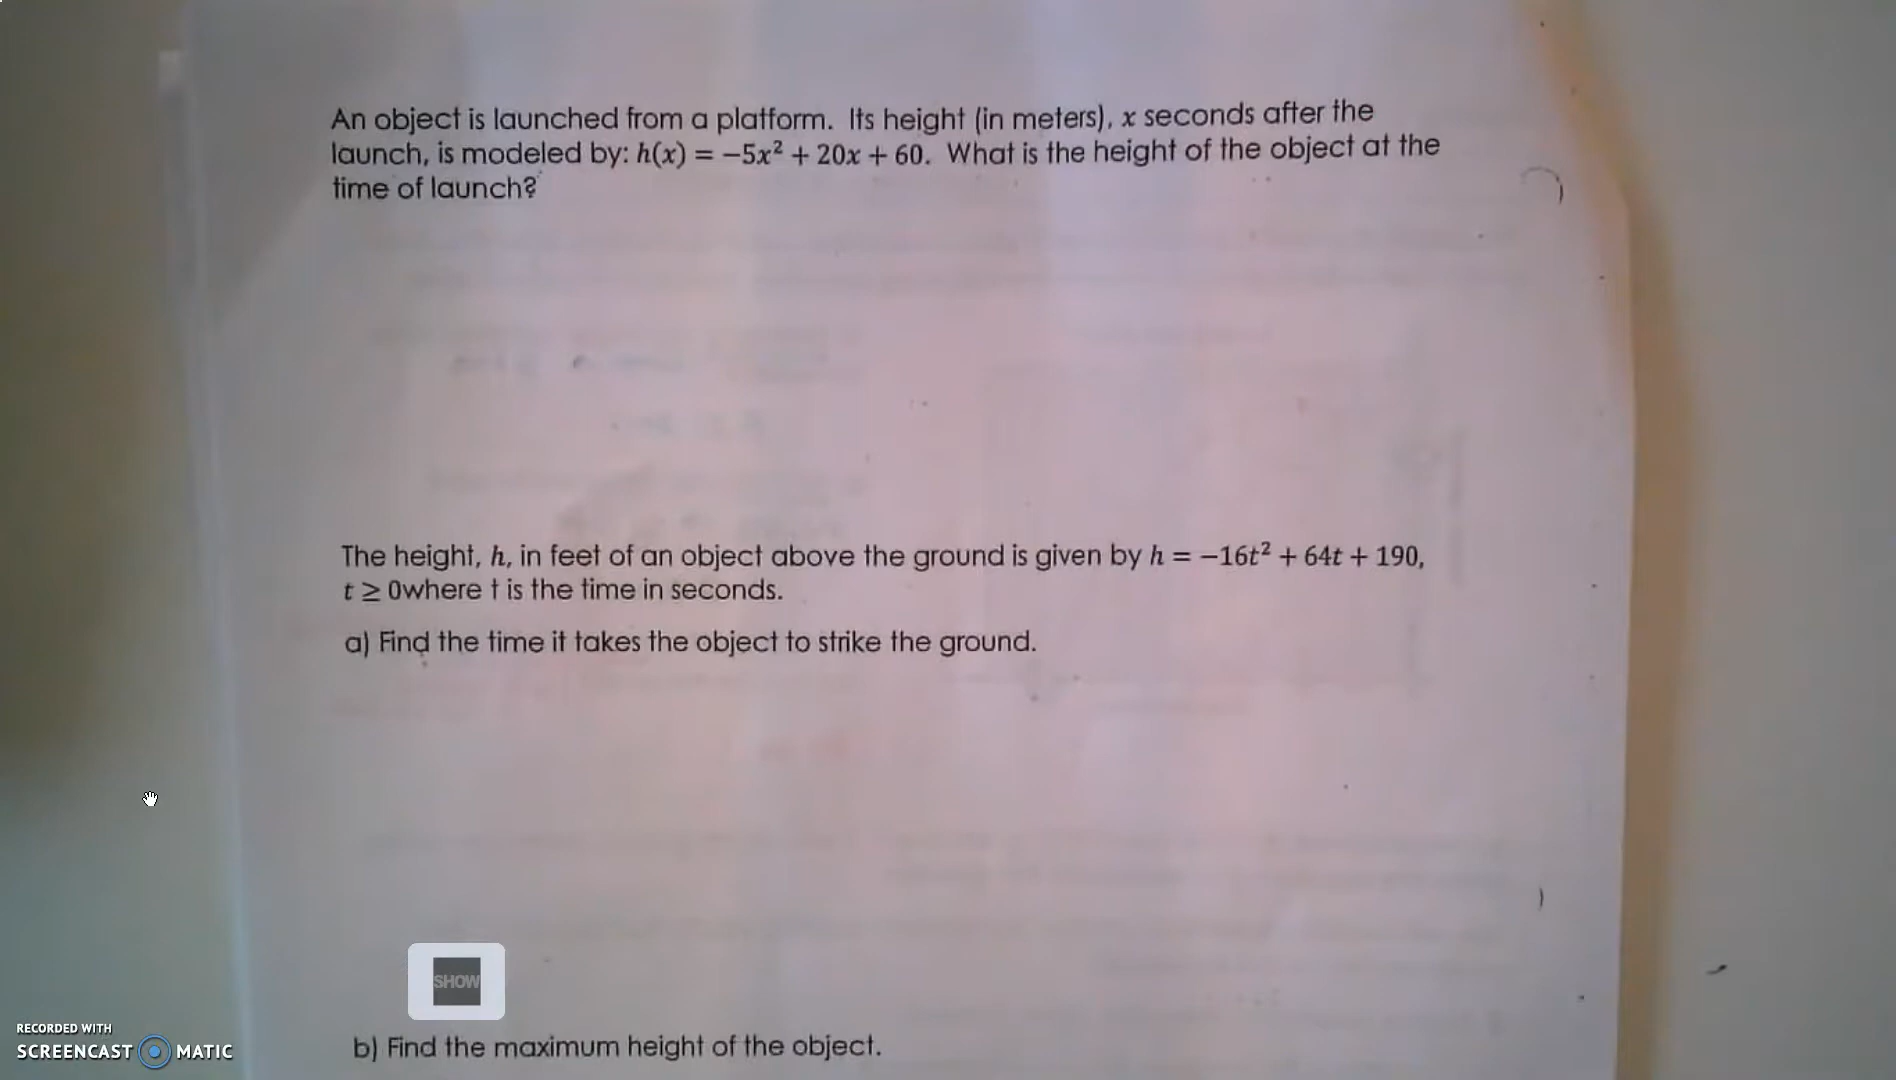 An object is launched from a platform. Its height (in meters), x seconds after the
launch, is modeled by: h(x) = −5x² + 20x + 60. What is the height of the object at the
time of launch?
The height, h, in feet of an object above the ground is given by h = −16t² + 64t + 190,
t ≥ 0where t is the time in seconds.
a) Find the time it takes the object to strike the ground.
SHOW
b) Find the maximum height of the object.
RECORDED WITH
SCREENCAST MATIC